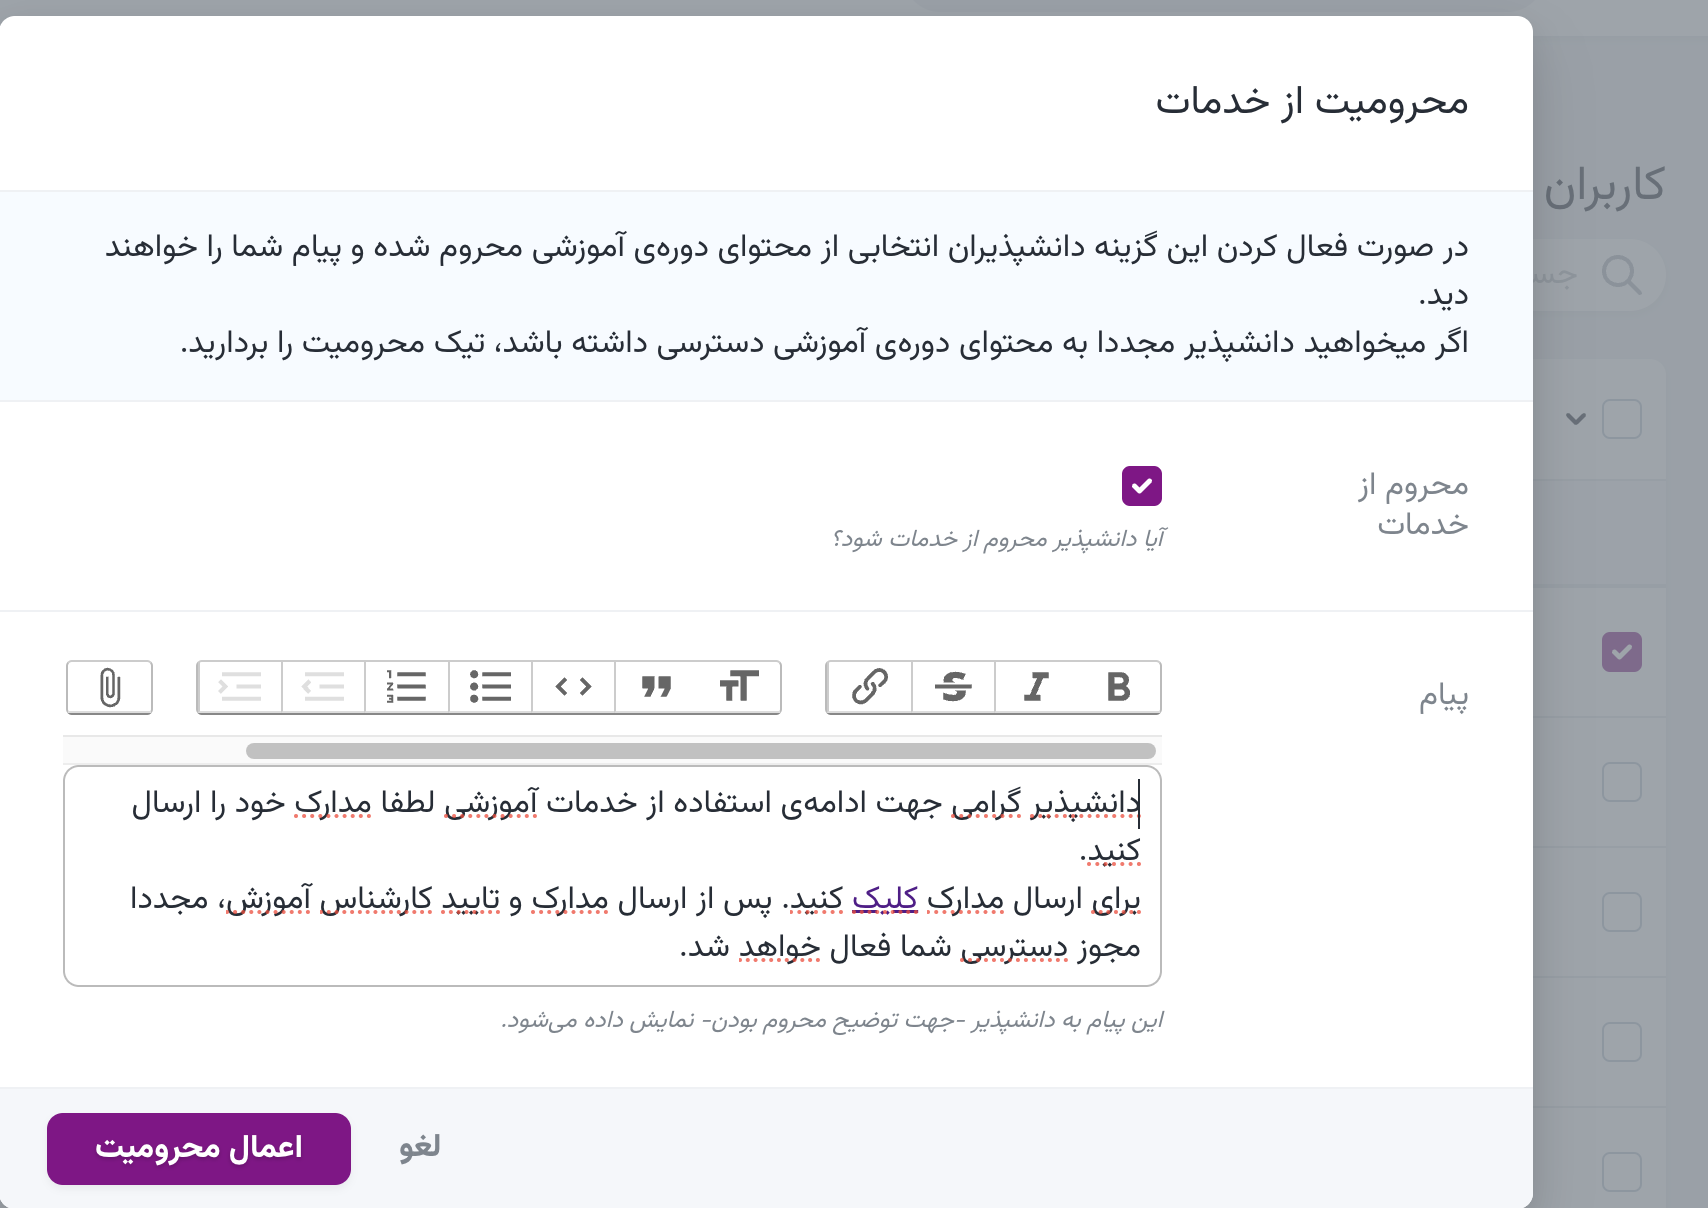 محرومیت از خدمات
کاربران
جس
در صورت فعال کردن این گزینه دانشپذیران انتخابی از محتوای دوره‌ی آموزشی محروم شده و پیام شما را خواهند
دید.
اگر میخواهید دانشپذیر مجددا به محتوای دوره‌ی آموزشی دسترسی داشته باشد، تیک محرومیت را بردارید.
محروم از
خدمات
آیا دانشپذیر محروم از خدمات شود؟
پیام
B I S
دانشپذیر گرامی جهت ادامه‌ی استفاده از خدمات آموزشی لطفا مدارک خود را ارسال
کنید.
برای ارسال مدارک کلیک کنید. پس از ارسال مدارک و تایید کارشناس آموزش، مجددا
مجوز دسترسی شما فعال خواهد شد.
این پیام به دانشپذیر -جهت توضیح محروم بودن- نمایش داده می‌شود.
لغو
اعمال محرومیت